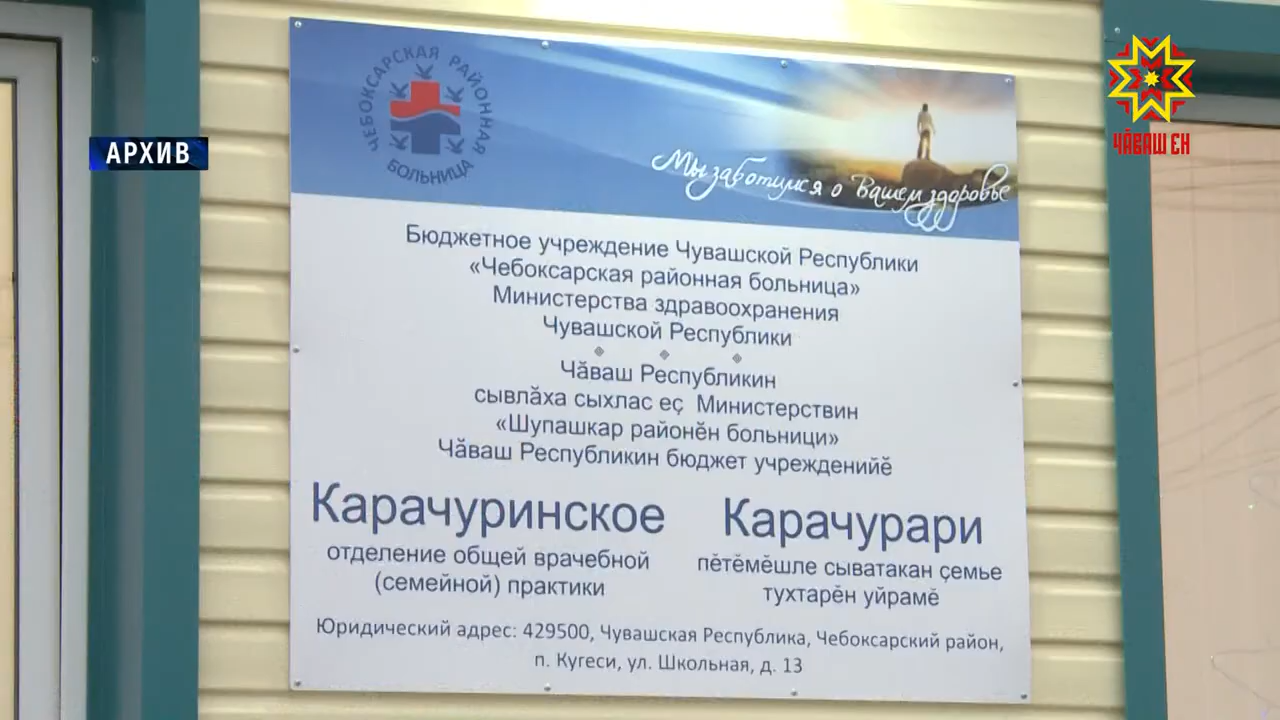 АРХИВ
ЧӐВАШ ЕН
ЧЕБОКСАРСКАЯ РАЙОННАЯ
БОЛЬНИЦА
Мы заботимся о Вашем здоровье
Бюджетное учреждение Чувашской Республики
«Чебоксарская районная больница»
Министерства здравоохранения
Чувашской Республики
Чӑваш Республикин
сывлӑха сыхлас еҫ Министерствин
«Шупашкар районӗн больници»
Чӑваш Республикин бюджет учрежденийӗ
Карачуринское
отделение общей врачебной
(семейной) практики
Карачурари
пӗтӗмӗшле сыватакан ҫемье
тухтарӗн уйрамӗ
Юридический адрес: 429500, Чувашская Республика, Чебоксарский район,
п. Кугеси, ул. Школьная, д. 13